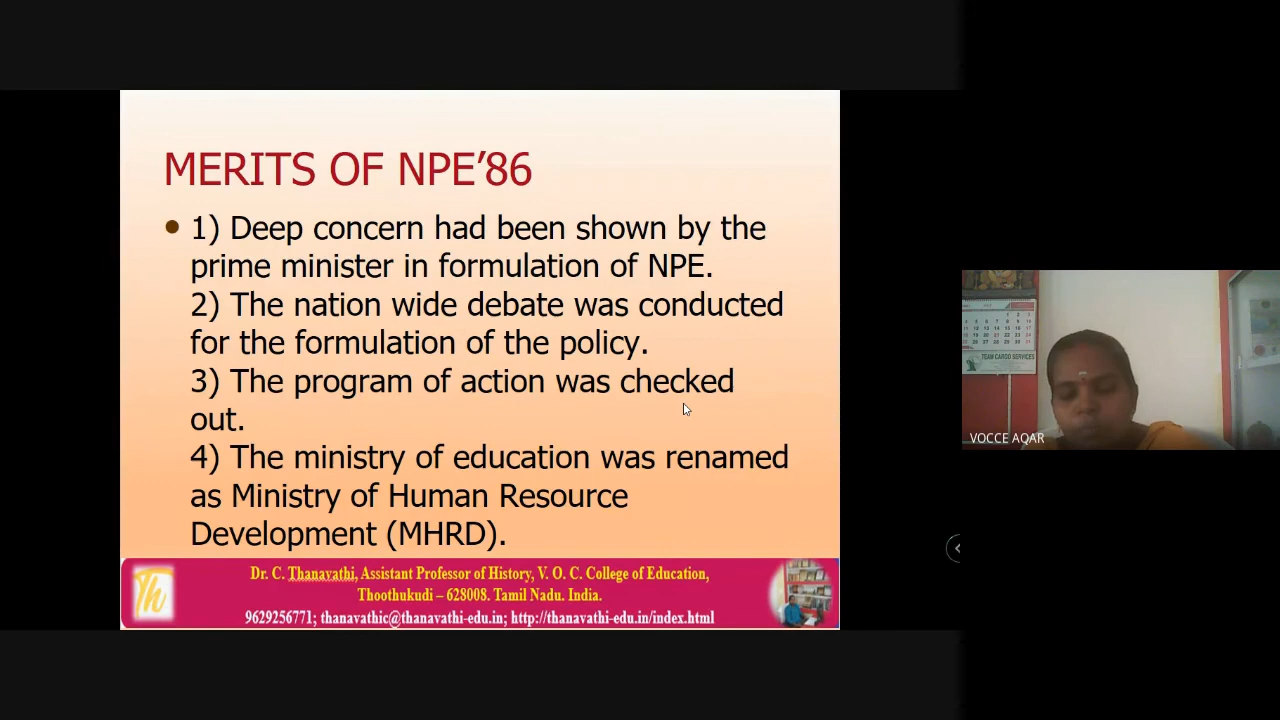 MERITS OF NPE’86
1) Deep concern had been shown by the
prime minister in formulation of NPE.
2) The nation wide debate was conducted
for the formulation of the policy.
3) The program of action was checked
out.
4) The ministry of education was renamed
as Ministry of Human Resource
Development (MHRD).
Th
Dr. C. Thanavathi, Assistant Professor of History, V. O. C. College of Education,
Thoothukudi – 628008. Tamil Nadu. India.
9629256771; thanavathic@thanavathi-edu.in; http://thanavathi-edu.in/index.html
TEAM CARGO SERVICES
VOCCE AQAR